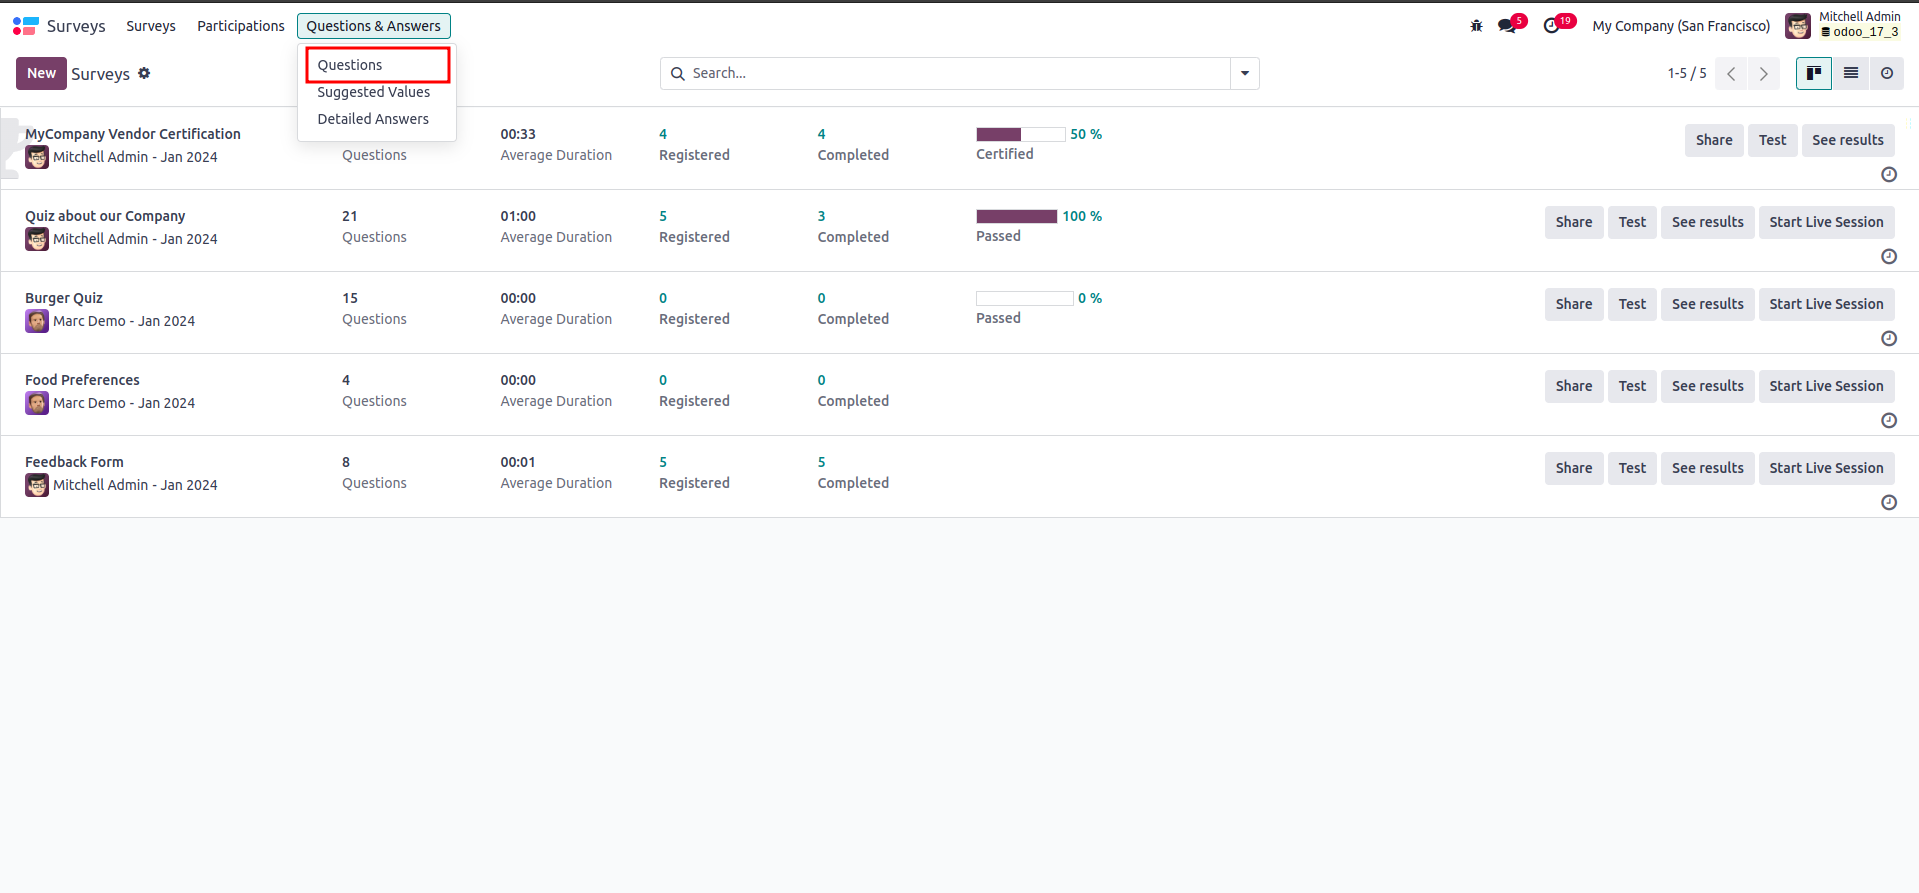 Surveys Surveys Participations Questions & Answers 5 19 My Company (San Francisco) Mitchell Admin
odoo_17_3
New Surveys Search... 1-5 / 5
Questions
Suggested Values
Detailed Answers
MyCompany Vendor Certification 00:33 4 4 50 % Share Test See results
Mitchell Admin - Jan 2024 Questions Average Duration Registered Completed Certified
Quiz about our Company 21 01:00 5 3 100 % Share Test See results Start Live Session
Mitchell Admin - Jan 2024 Questions Average Duration Registered Completed Passed
Burger Quiz 15 00:00 0 0 0 % Share Test See results Start Live Session
Marc Demo - Jan 2024 Questions Average Duration Registered Completed Passed
Food Preferences 4 00:00 0 0 Share Test See results Start Live Session
Marc Demo - Jan 2024 Questions Average Duration Registered Completed
Feedback Form 8 00:01 5 5 Share Test See results Start Live Session
Mitchell Admin - Jan 2024 Questions Average Duration Registered Completed